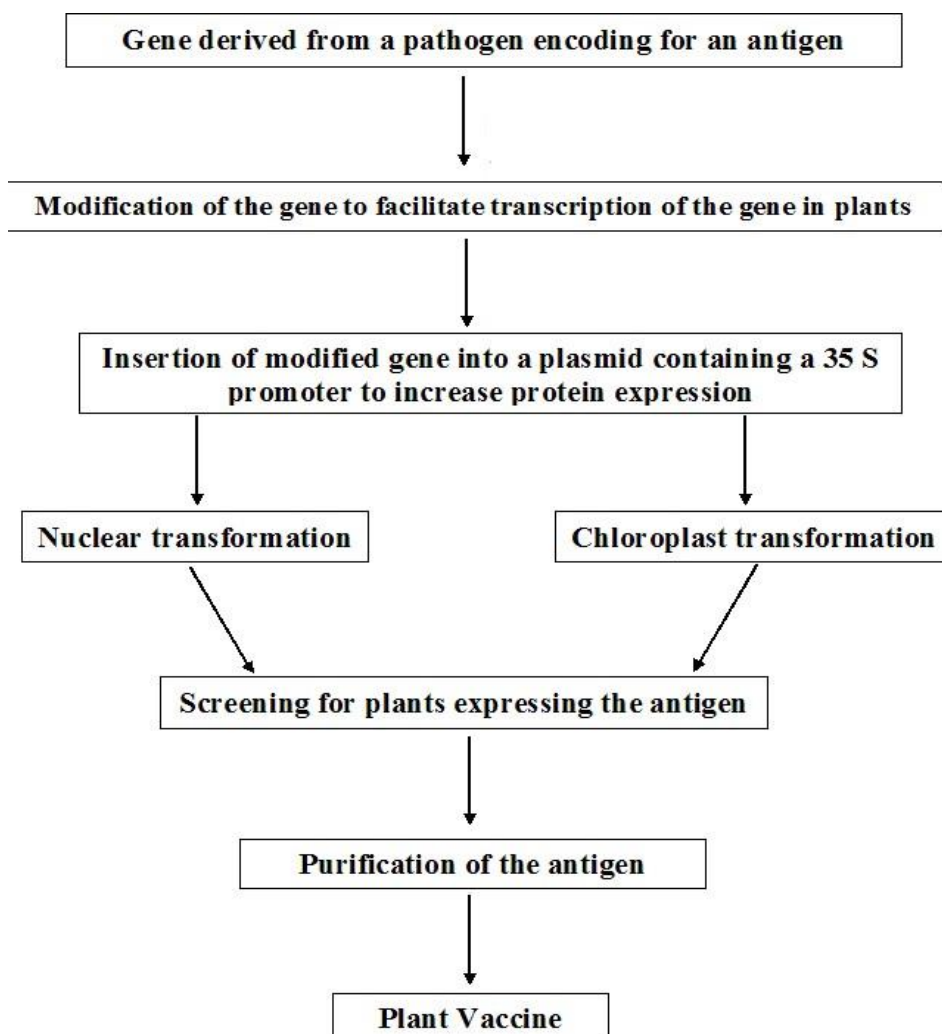 Gene derived from a pathogen encoding for an antigen
Modification of the gene to facilitate transcription of the gene in plants
Insertion of modified gene into a plasmid containing a 35 S
promoter to increase protein expression
Nuclear transformation
Chloroplast transformation
Screening for plants expressing the antigen
Purification of the antigen
Plant Vaccine